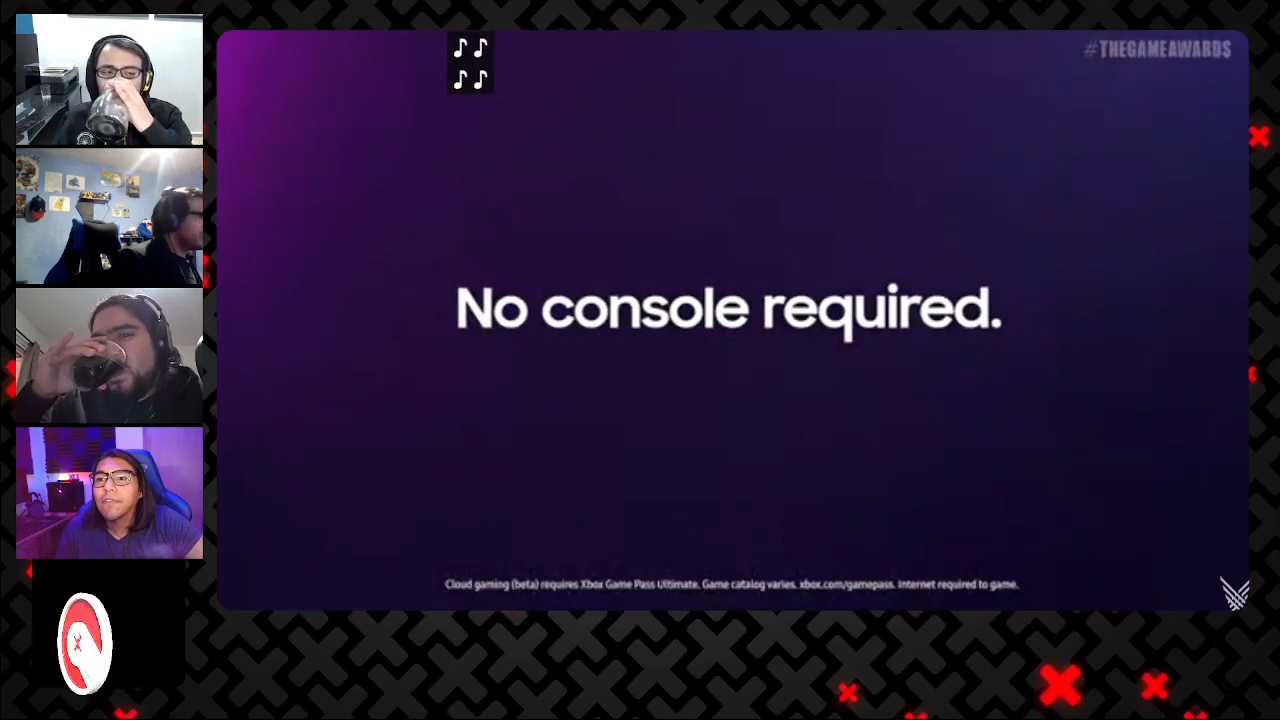 #THEGAMEAWARDS
No console required.
Cloud gaming (beta) requires Xbox Game Pass Ultimate. Game catalog varies. xbox.com/gamepass. Internet required to game.